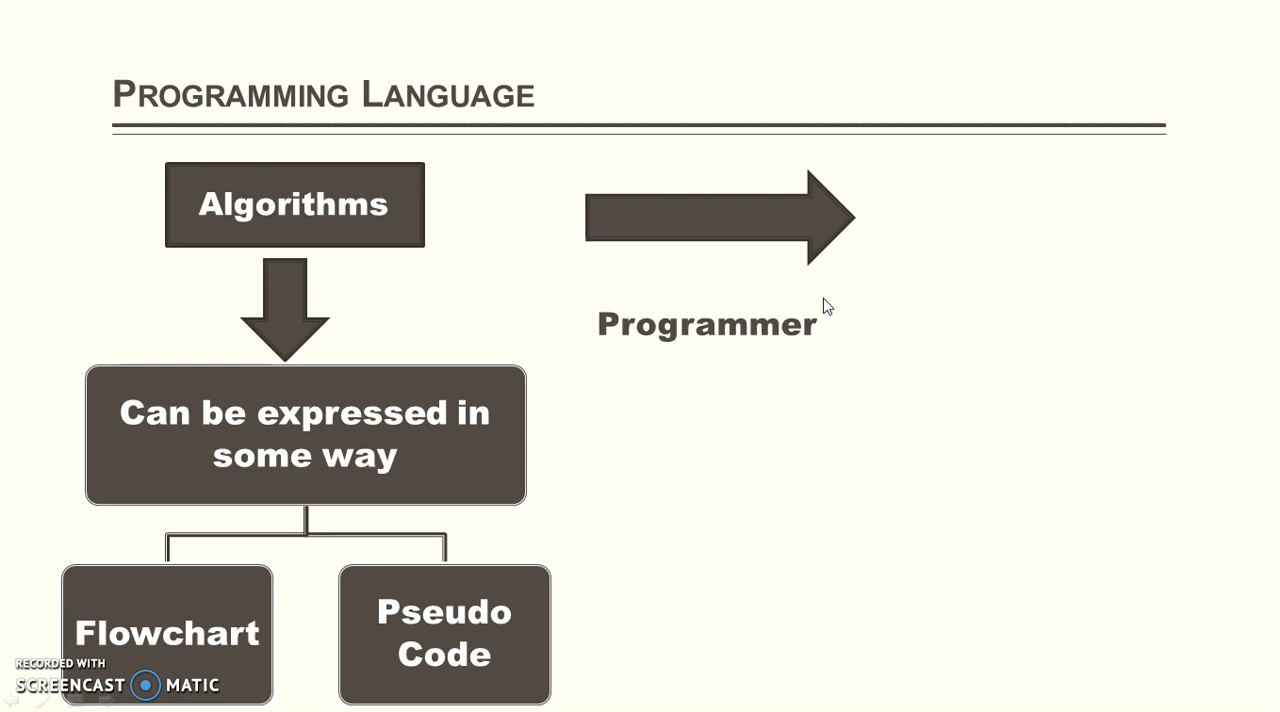 PROGRAMMING LANGUAGE
Algorithms
Programmer
Can be expressed in
some way
Flowchart
Pseudo
Code
RECORDED WITH
SCREENCAST MATIC